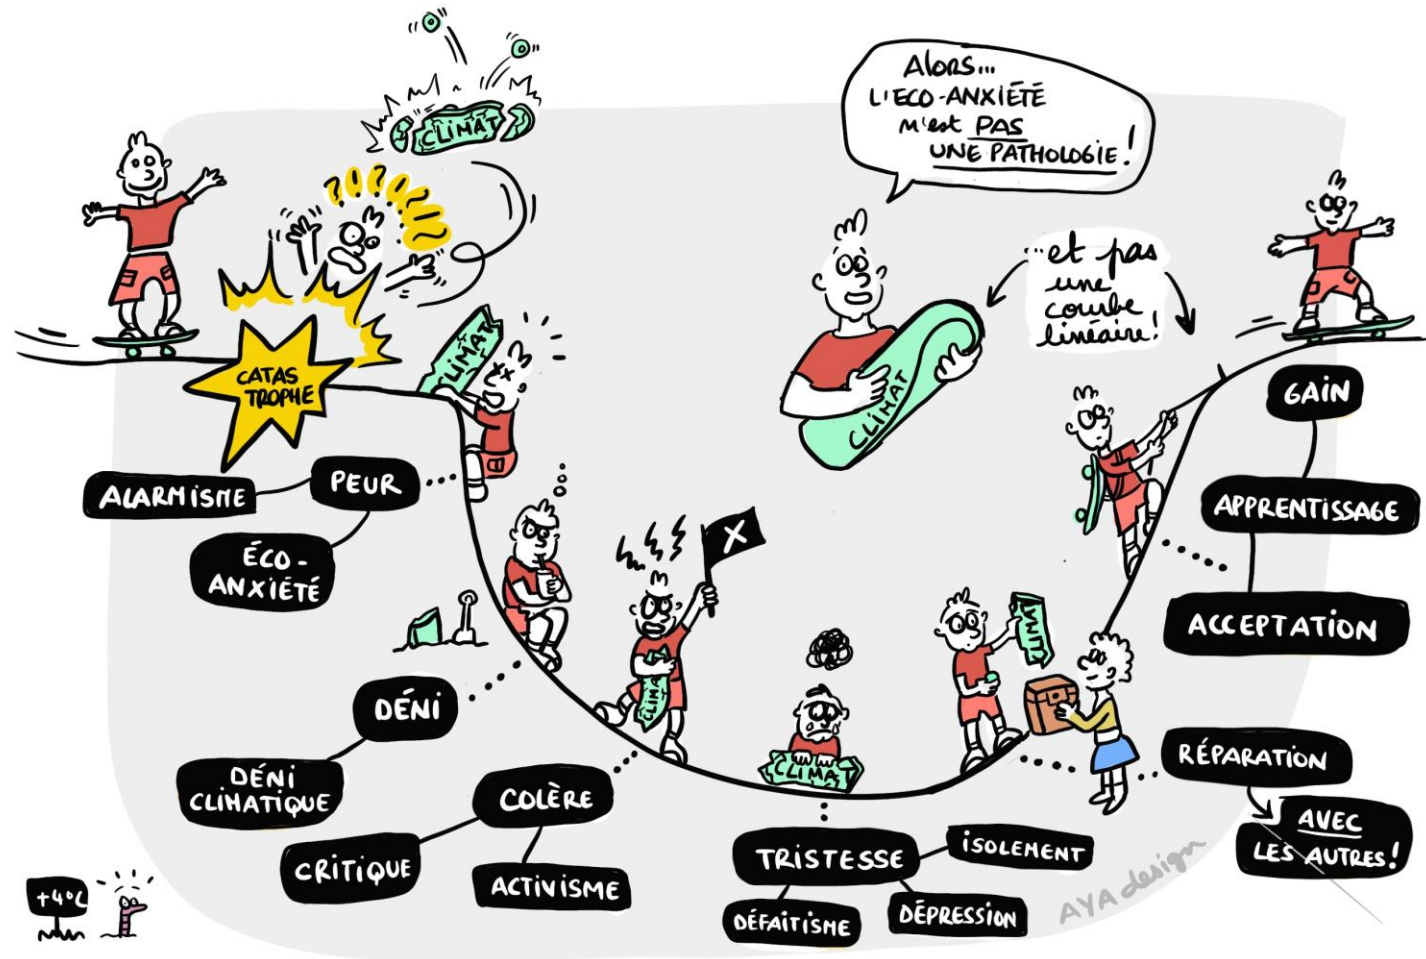 CLIMAT
Alors...
L'ECO-ANXIÉTÉ
n'est PAS
UNE PATHOLOGIE !
?!?!?!!
...et pas
une
courbe
linéaire !
CLIMAT
CATAS
TROPHE
CLIMAT
GAIN
PEUR
ALARMISME
ÉCO-
ANXIÉTÉ
APPRENTISSAGE
ACCEPTATION
X
CLIMAT
CLIMAT
DÉNI
DÉNI
CLIMATIQUE
CLIMAT
RÉPARATION
AVEC
LES AUTRES !
COLÈRE
CRITIQUE
ACTIVISME
TRISTESSE
ISOLEMENT
DÉFAITISME
DÉPRESSION
AYA design
+4°C